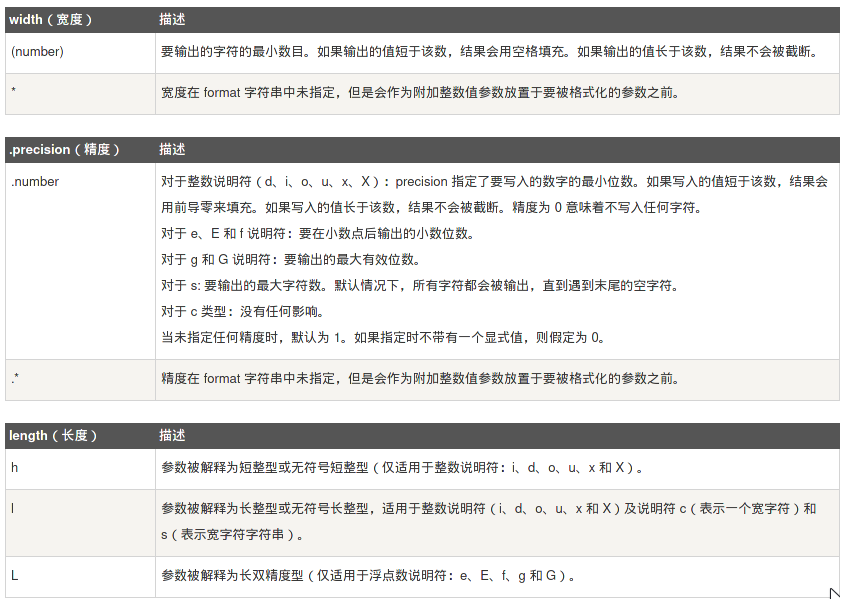 width（宽度） 描述
(number) 要输出的字符的最小数目。如果输出的值短于该数，结果会用空格填充。如果输出的值长于该数，结果不会被截断。
* 宽度在 format 字符串中未指定，但是会作为附加整数值参数放置于要被格式化的参数之前。
.precision（精度） 描述
.number 对于整数说明符（d、i、o、u、x、X）：precision 指定了要写入的数字的最小位数。如果写入的值短于该数，结果会
用前导零来填充。如果写入的值长于该数，结果不会被截断。精度为 0 意味着不写入任何字符。
对于 e、E 和 f 说明符：要在小数点后输出的小数位数。
对于 g 和 G 说明符：要输出的最大有效位数。
对于 s: 要输出的最大字符数。默认情况下，所有字符都会被输出，直到遇到末尾的空字符。
对于 c 类型：没有任何影响。
当未指定任何精度时，默认为 1。如果指定时不带有一个显式值，则假定为 0。
.* 精度在 format 字符串中未指定，但是会作为附加整数值参数放置于要被格式化的参数之前。
length（长度） 描述
h 参数被解释为短整型或无符号短整型（仅适用于整数说明符：i、d、o、u、x 和 X）。
l 参数被解释为长整型或无符号长整型，适用于整数说明符（i、d、o、u、x 和 X）及说明符 c（表示一个宽字符）和
s（表示宽字符字符串）。
L 参数被解释为长双精度型（仅适用于浮点数说明符：e、E、f、g 和 G）。